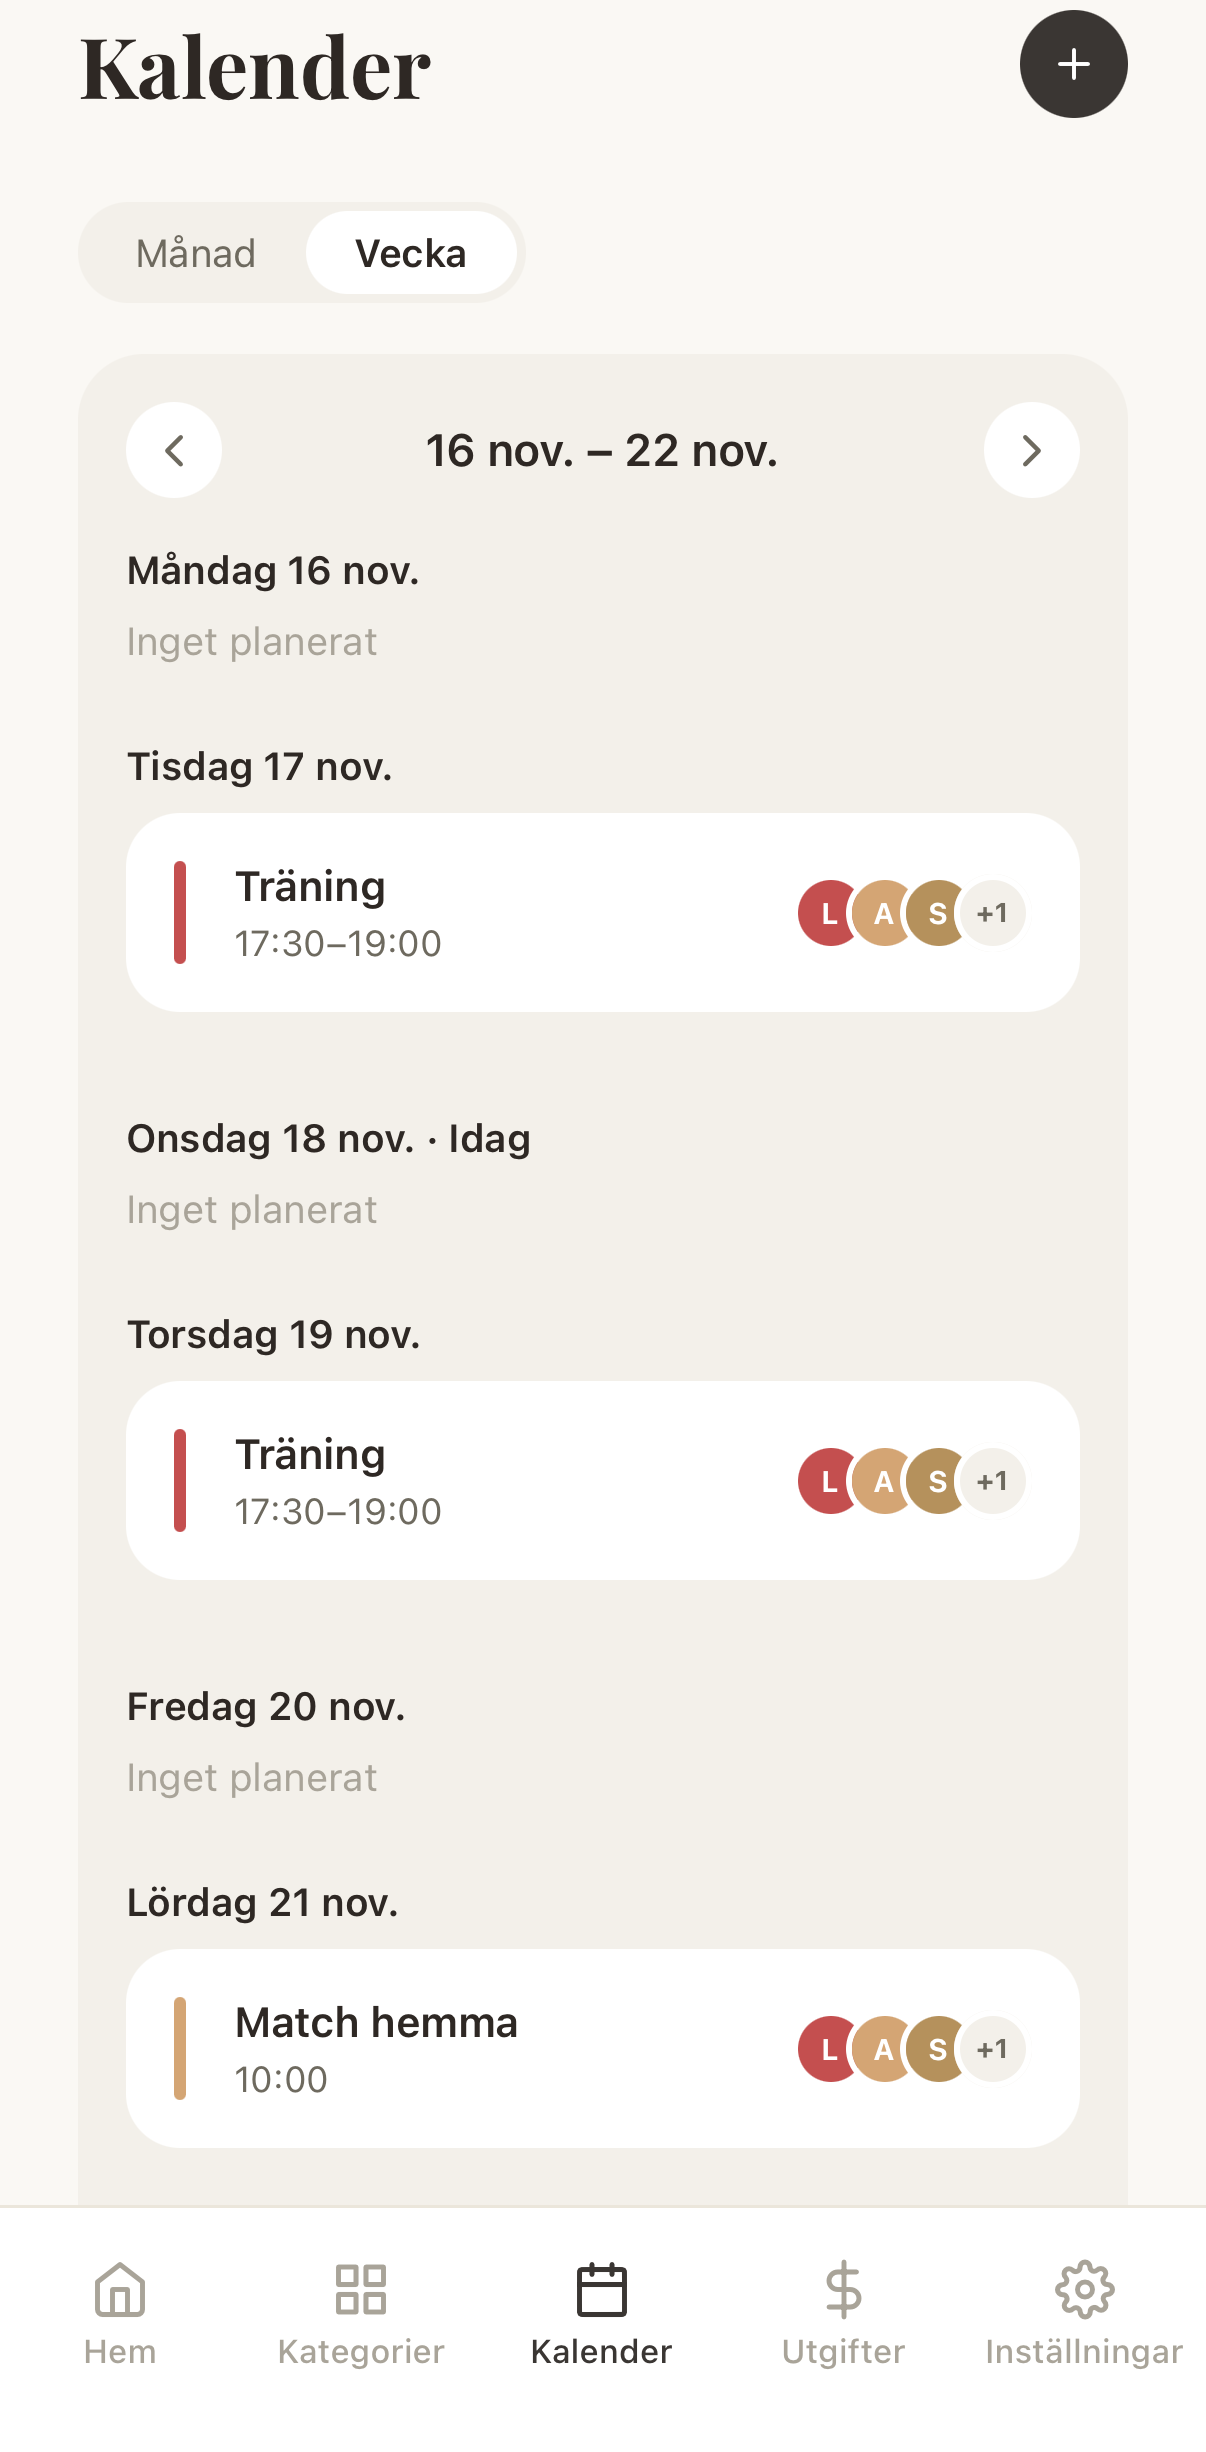 Kalender
Månad
Vecka
16 nov. – 22 nov.
Måndag 16 nov.
Inget planerat
Tisdag 17 nov.
Träning
17:30–19:00
L A S +1
Onsdag 18 nov. · Idag
Inget planerat
Torsdag 19 nov.
Träning
17:30–19:00
L A S +1
Fredag 20 nov.
Inget planerat
Lördag 21 nov.
Match hemma
10:00
L A S +1
Hem
Kategorier
Kalender
Utgifter
Inställningar